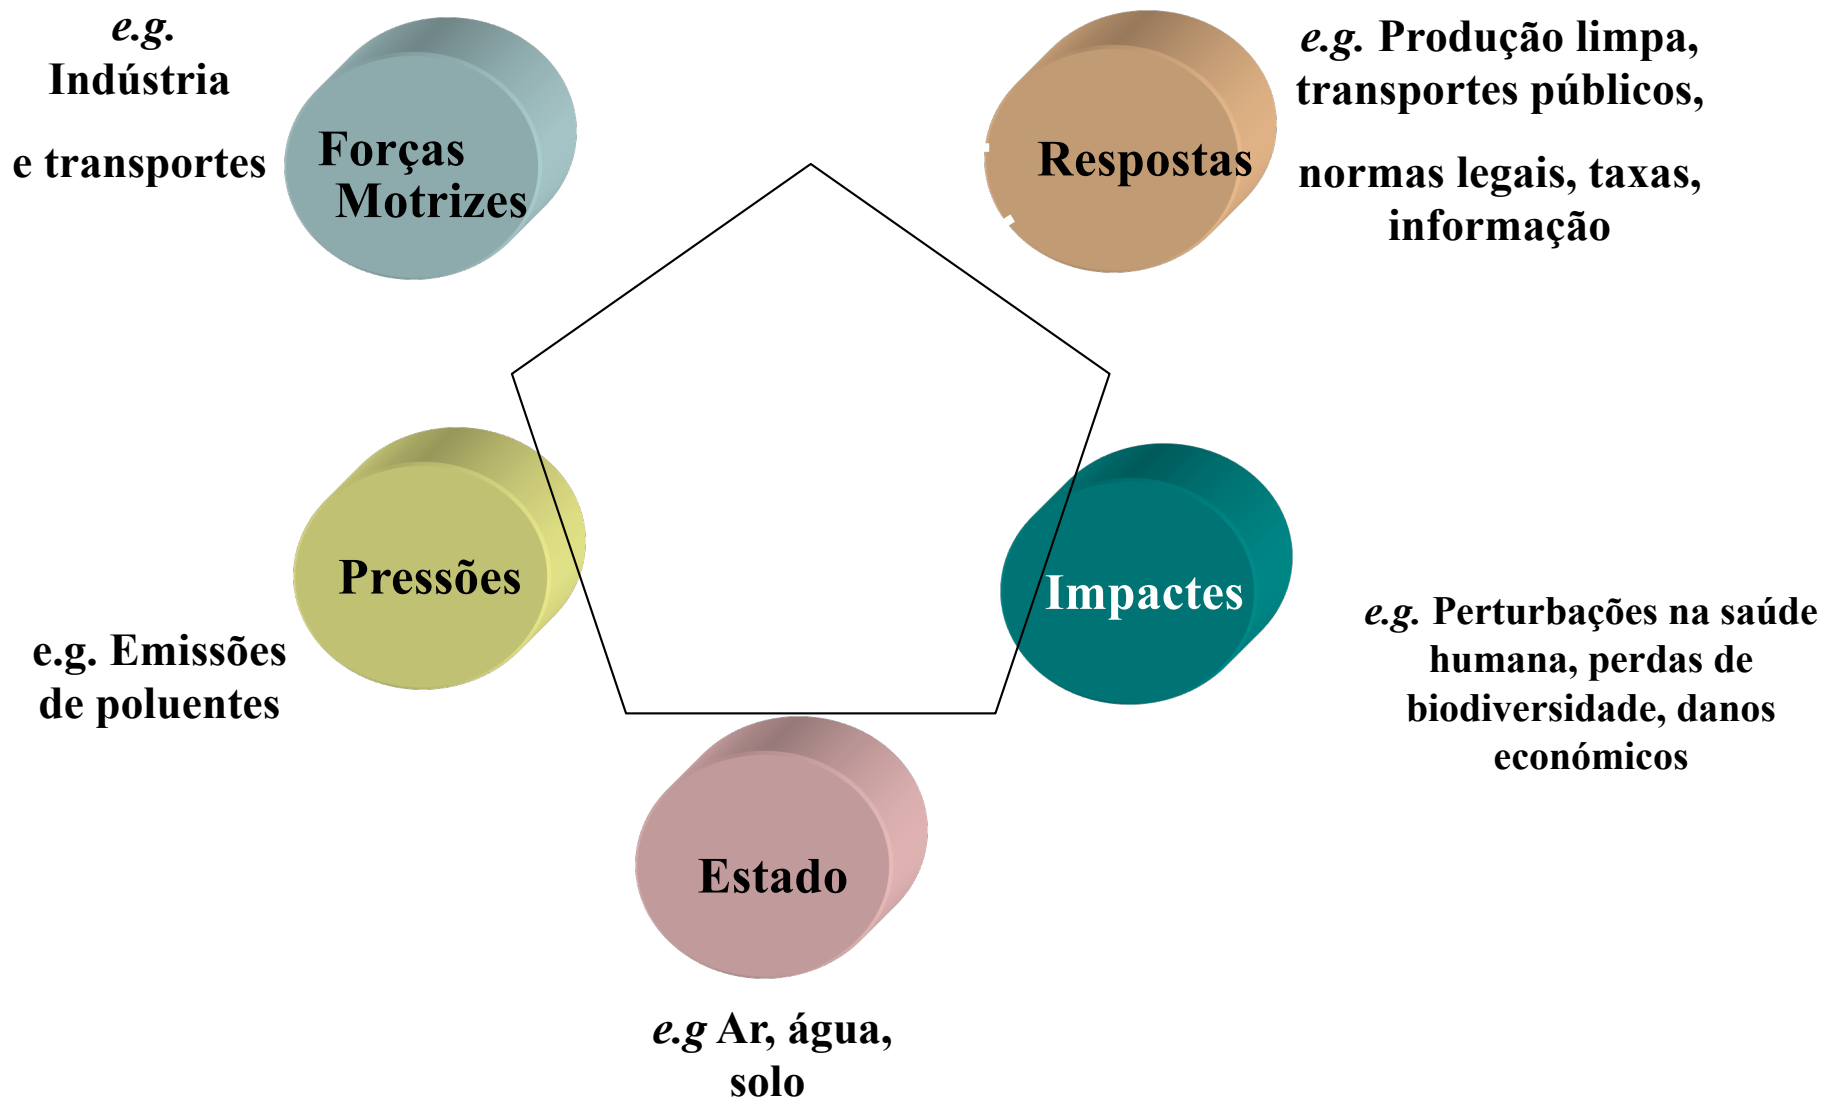 e.g.
Indústria
e transportes
Forças
Motrizes
Respostas
e.g. Produção limpa,
transportes públicos,
normas legais, taxas,
informação
Pressões
e.g. Emissões
de poluentes
Impactes
e.g. Perturbações na saúde
humana, perdas de
biodiversidade, danos
económicos
Estado
e.g Ar, água,
solo